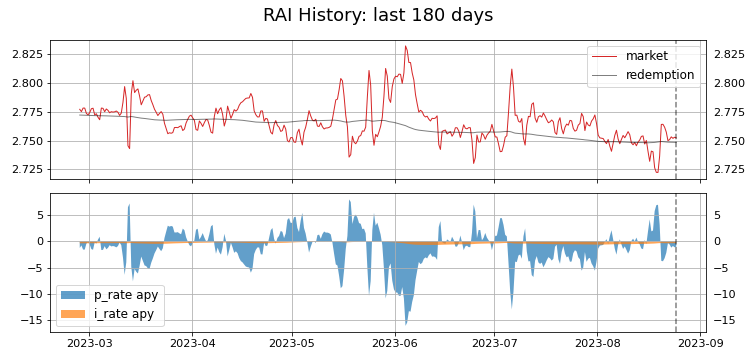 RAI History: last 180 days
2.825 2.825
market
redemption
2.800 2.800
2.775 2.775
2.750 2.750
2.725 2.725
5 5
0 0
−5 −5
−10 −10
−15 −15
p_rate apy
i_rate apy
2023-03 2023-04 2023-05 2023-06 2023-07 2023-08 2023-09